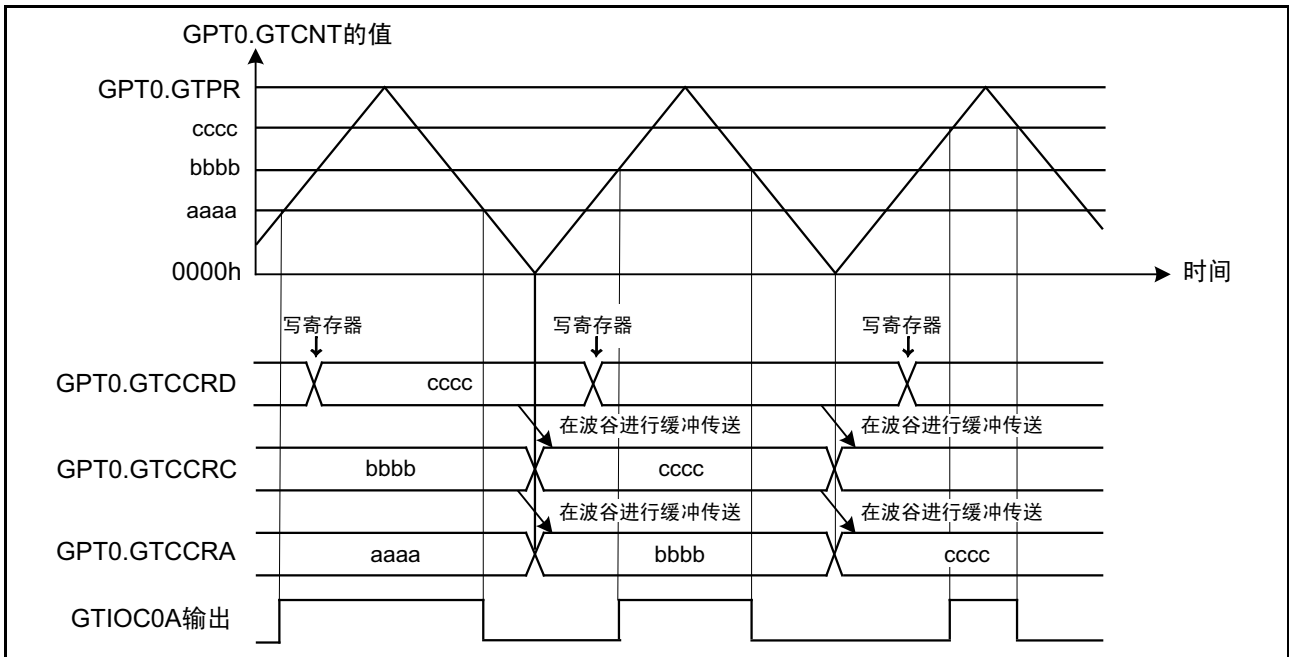 GPT0.GTCNT的值
GPT0.GTPR
cccc
bbbb
aaaa
0000h
时间
写寄存器 写寄存器 写寄存器
GPT0.GTCCRD cccc
在波谷进行缓冲传送 在波谷进行缓冲传送
GPT0.GTCCRC bbbb cccc
在波谷进行缓冲传送 在波谷进行缓冲传送
GPT0.GTCCRA aaaa bbbb cccc
GTIOC0A输出